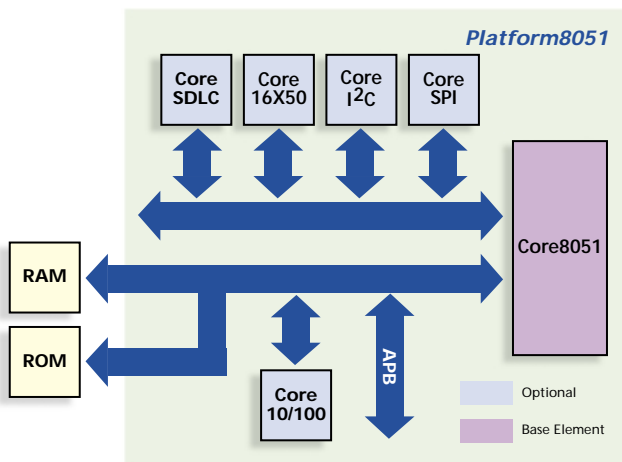 Platform8051
Core
SDLC
Core
16X50
Core
I²C
Core
SPI
Core8051
RAM
ROM
Core
10/100
APB
Optional
Base Element